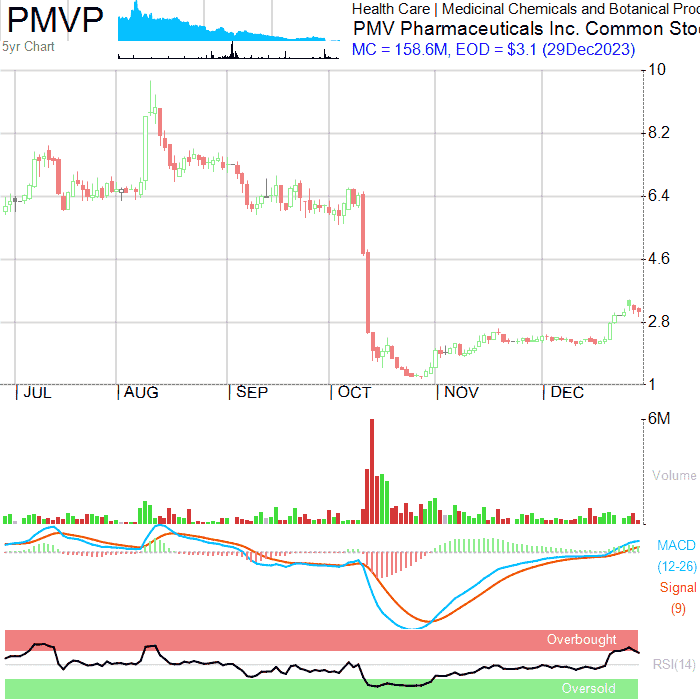 PMVP
5yr Chart
Health Care | Medicinal Chemicals and Botanical Pro
PMV Pharmaceuticals Inc. Common Sto
MC = 158.6M, EOD = $3.1 (29Dec2023)
10
8.2
6.4
4.6
2.8
1
JUL AUG SEP OCT NOV DEC
6M
Volume
MACD
(12-26)
Signal
(9)
Overbought
RSI(14)
Oversold